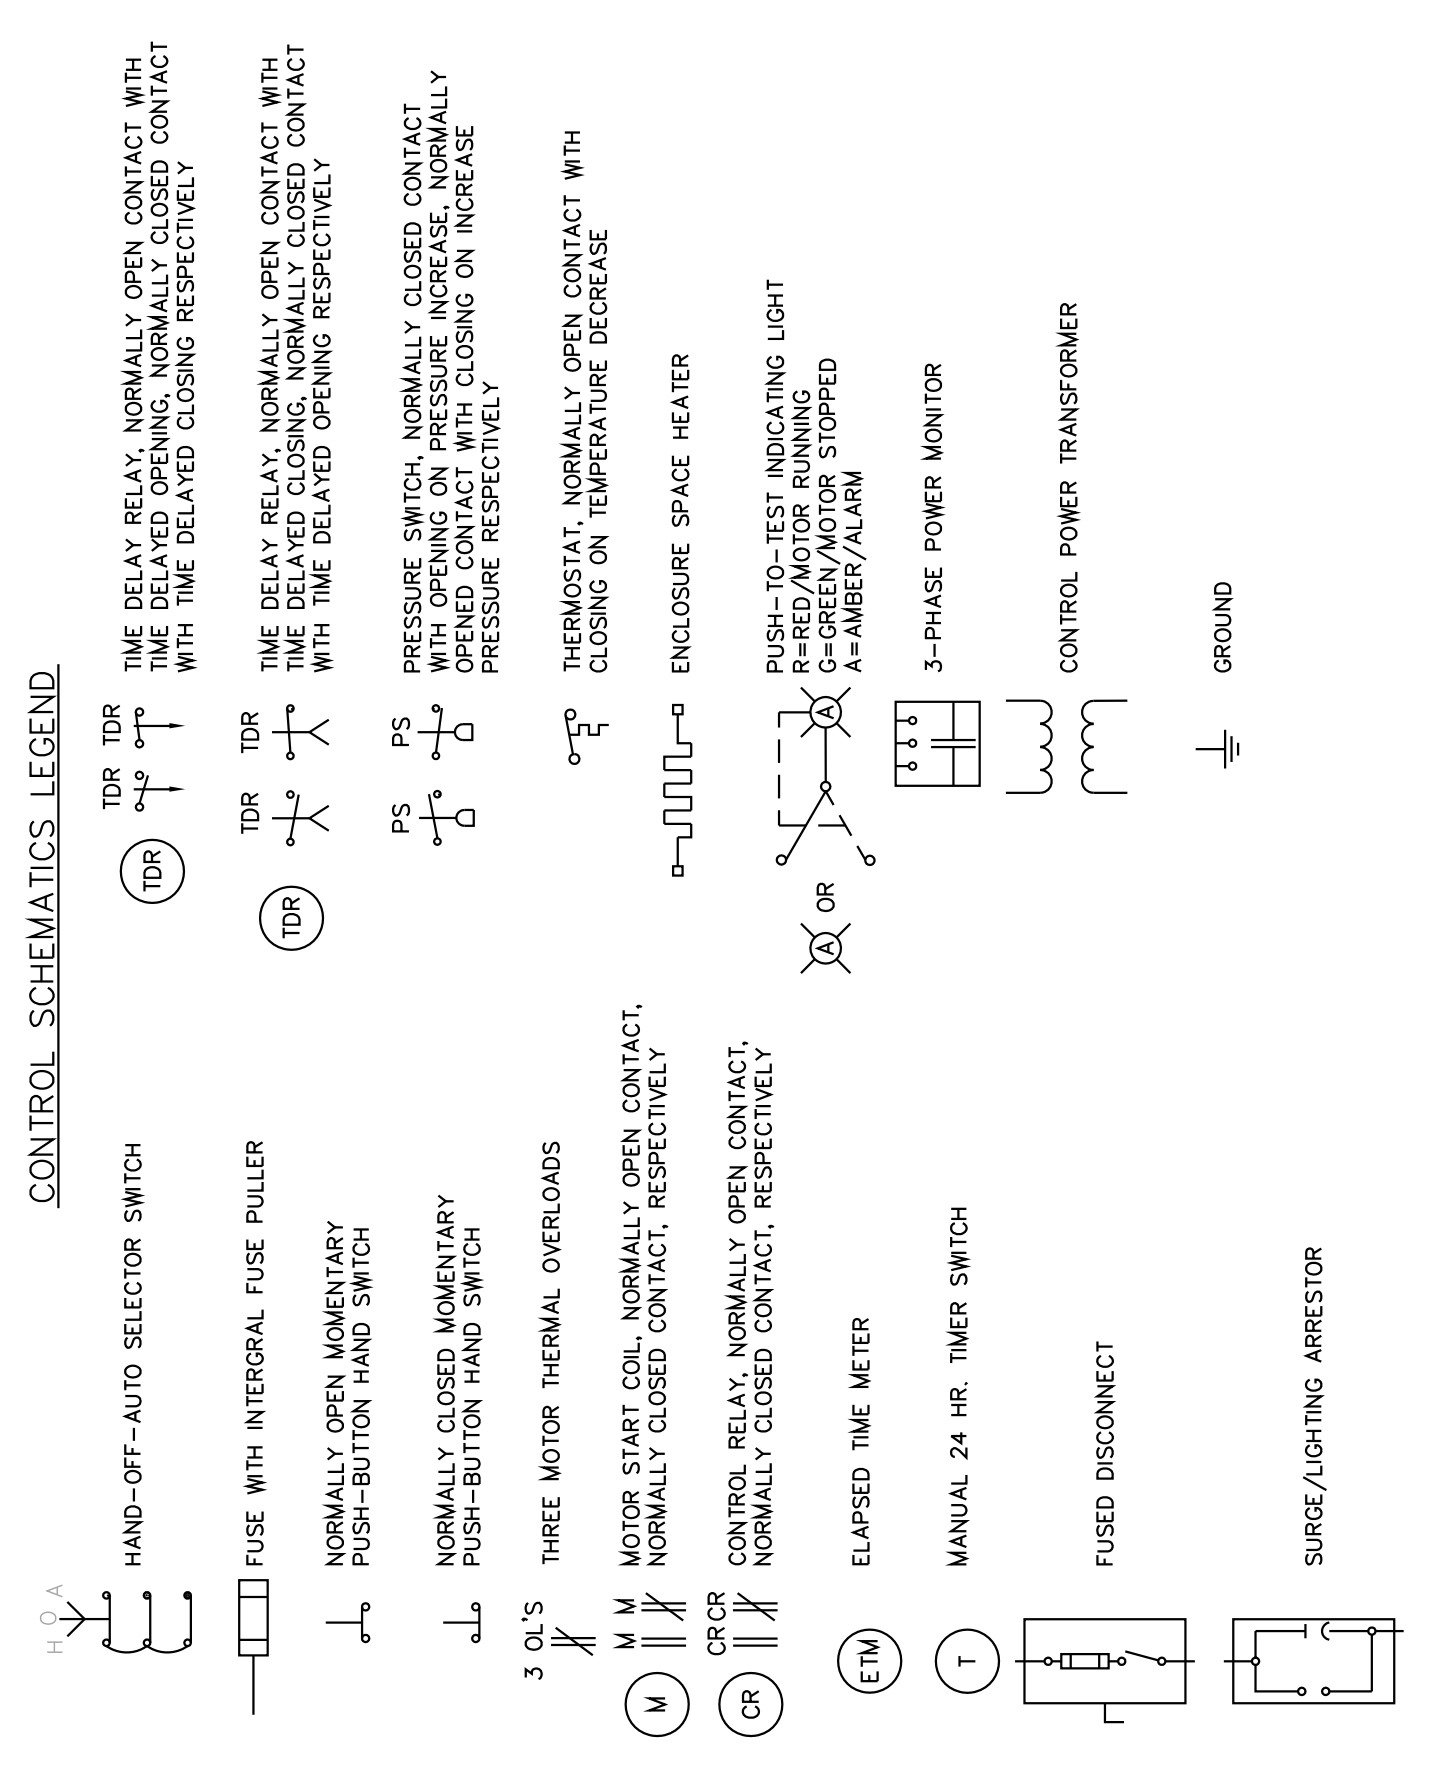 CONTROL SCHEMATICS LEGEND
H O A
HAND-OFF-AUTO SELECTOR SWITCH
FUSE WITH INTERGRAL FUSE PULLER
NORMALLY OPEN MOMENTARY
PUSH-BUTTON HAND SWITCH
NORMALLY CLOSED MOMENTARY
PUSH-BUTTON HAND SWITCH
3 OL'S
THREE MOTOR THERMAL OVERLOADS
M M M
MOTOR START COIL, NORMALLY OPEN CONTACT,
NORMALLY CLOSED CONTACT, RESPECTIVELY
CR CR CR
CONTROL RELAY, NORMALLY OPEN CONTACT,
NORMALLY CLOSED CONTACT, RESPECTIVELY
ETM
ELAPSED TIME METER
T
MANUAL 24 HR. TIMER SWITCH
FUSED DISCONNECT
SURGE/LIGHTING ARRESTOR
TDR TDR TDR
TIME DELAY RELAY, NORMALLY OPEN CONTACT WITH
TIME DELAYED OPENING, NORMALLY CLOSED CONTACT
WITH TIME DELAYED CLOSING RESPECTIVELY
TDR TDR TDR
TIME DELAY RELAY, NORMALLY OPEN CONTACT WITH
TIME DELAYED CLOSING, NORMALLY CLOSED CONTACT
WITH TIME DELAYED OPENING RESPECTIVELY
PS PS
PRESSURE SWITCH, NORMALLY CLOSED CONTACT
WITH OPENING ON PRESSURE INCREASE, NORMALLY
OPENED CONTACT WITH CLOSING ON INCREASE
PRESSURE RESPECTIVELY
THERMOSTAT, NORMALLY OPEN CONTACT WITH
CLOSING ON TEMPERATURE DECREASE
ENCLOSURE SPACE HEATER
A OR A
PUSH-TO-TEST INDICATING LIGHT
R=RED/MOTOR RUNNING
G=GREEN/MOTOR STOPPED
A=AMBER/ALARM
3-PHASE POWER MONITOR
CONTROL POWER TRANSFORMER
GROUND